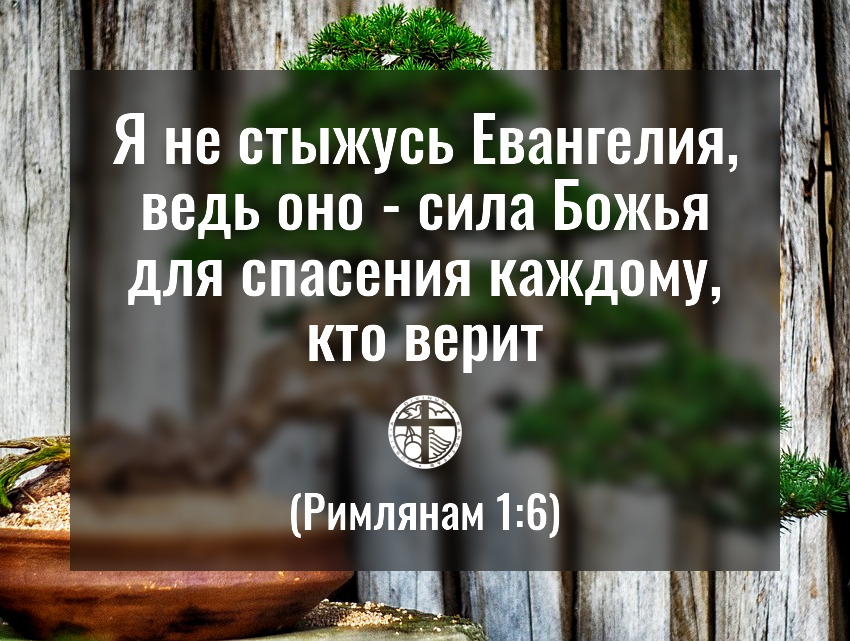 Я не стыжусь Евангелия,
ведь оно - сила Божья
для спасения каждому,
кто верит
(Римлянам 1:6)